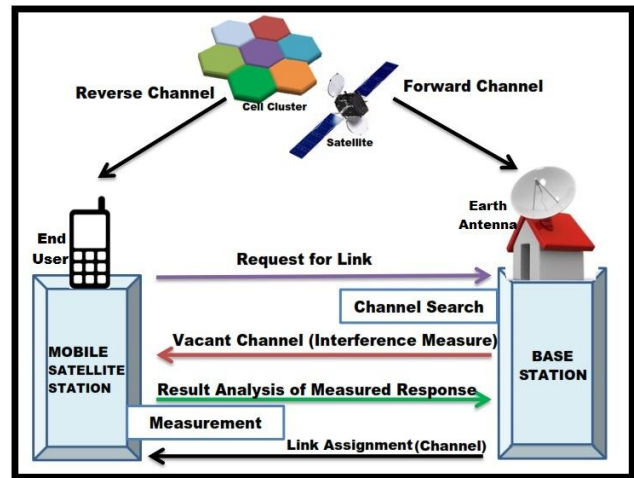 Reverse Channel
Cell Cluster
Forward Channel
Satellite
End
User
Earth
Antenna
Request for Link
Channel Search
Vacant Channel (Interference Measure)
MOBILE
SATELLITE
STATION
BASE
STATION
Result Analysis of Measured Response
Measurement
Link Assignment (Channel)